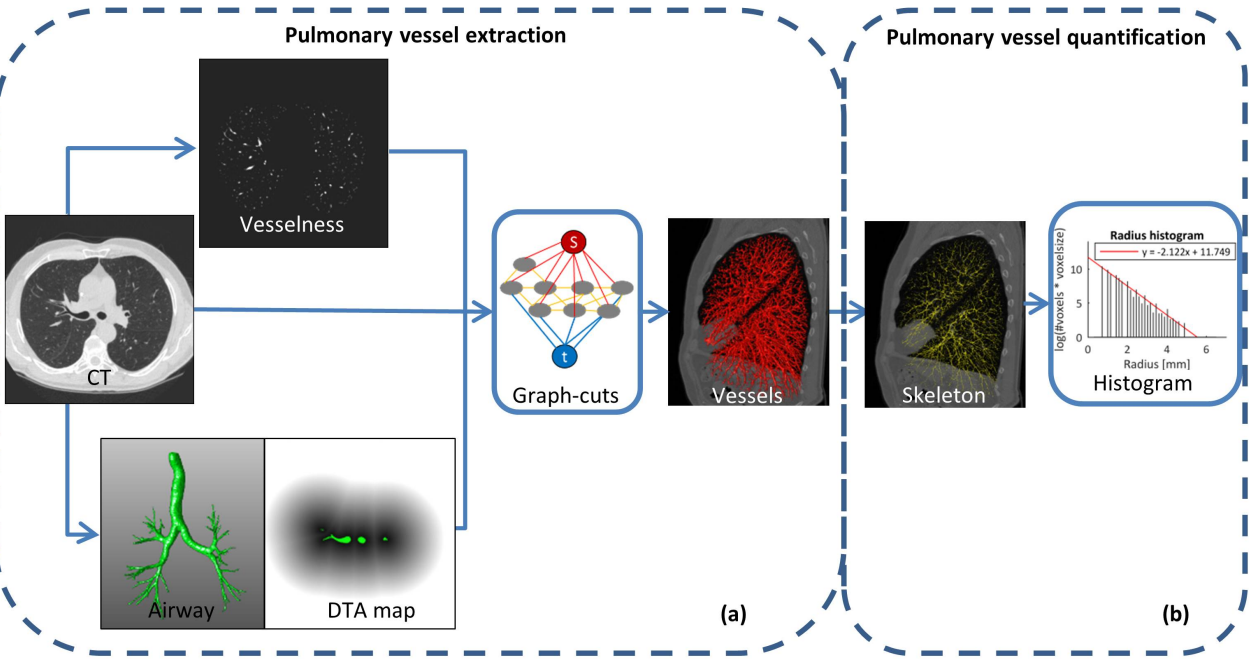 Pulmonary vessel extraction
Pulmonary vessel quantification
Vesselness
CT
Airway
DTA map
S
t
Graph-cuts
Vessels
Skeleton
Radius histogram
y = -2.122x + 11.749
log(#voxels * voxelsize)
10
5
0
0 2 4 6
Radius [mm]
Histogram
(a)
(b)